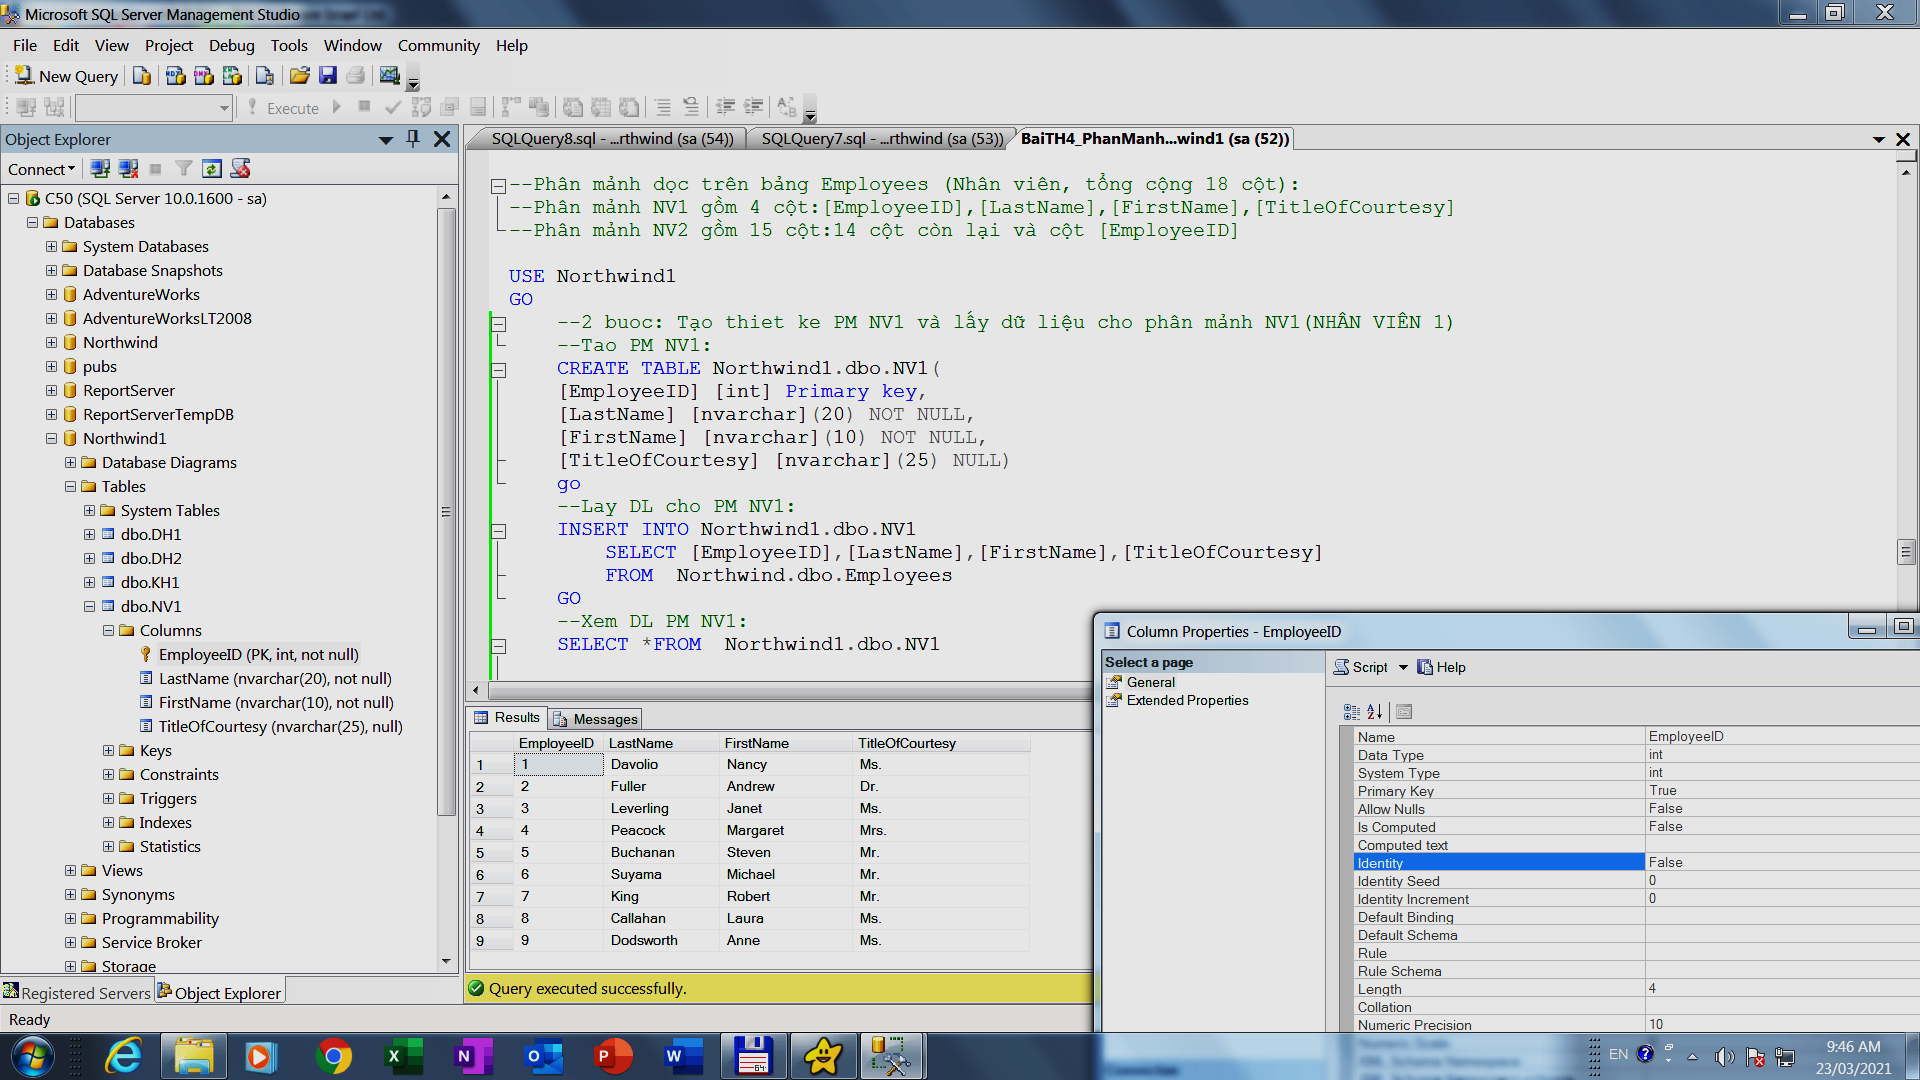 Microsoft SQL Server Management Studio
File Edit View Project Debug Tools Window Community Help
New Query
Execute
Object Explorer
Connect
C50 (SQL Server 10.0.1600 - sa)
Databases
System Databases
Database Snapshots
AdventureWorks
AdventureWorksLT2008
Northwind
pubs
ReportServer
ReportServerTempDB
Northwind1
Database Diagrams
Tables
System Tables
dbo.DH1
dbo.DH2
dbo.KH1
dbo.NV1
Columns
EmployeeID (PK, int, not null)
LastName (nvarchar(20), not null)
FirstName (nvarchar(10), not null)
TitleOfCourtesy (nvarchar(25), null)
Keys
Constraints
Triggers
Indexes
Statistics
Views
Synonyms
Programmability
Service Broker
Storage
Registered Servers Object Explorer
Ready
SQLQuery8.sql - ...rthwind (sa (54)) SQLQuery7.sql - ...rthwind (sa (53)) BaiTH4_PhanManh...wind1 (sa (52))
--Phân mảnh dọc trên bảng Employees (Nhân viên, tổng cộng 18 cột):
--Phân mảnh NV1 gồm 4 cột:[EmployeeID],[LastName],[FirstName],[TitleOfCourtesy]
--Phân mảnh NV2 gồm 15 cột:14 cột còn lại và cột [EmployeeID]
USE Northwind1
GO
--2 buoc: Tạo thiet ke PM NV1 và lấy dữ liệu cho phân mảnh NV1(NHÂN VIÊN 1)
--Tao PM NV1:
CREATE TABLE Northwind1.dbo.NV1(
[EmployeeID] [int] Primary key,
[LastName] [nvarchar](20) NOT NULL,
[FirstName] [nvarchar](10) NOT NULL,
[TitleOfCourtesy] [nvarchar](25) NULL)
go
--Lay DL cho PM NV1:
INSERT INTO Northwind1.dbo.NV1
SELECT [EmployeeID],[LastName],[FirstName],[TitleOfCourtesy]
FROM Northwind.dbo.Employees
GO
--Xem DL PM NV1:
SELECT *FROM Northwind1.dbo.NV1
Results Messages
EmployeeID LastName FirstName TitleOfCourtesy
1 1 Davolio Nancy Ms.
2 2 Fuller Andrew Dr.
3 3 Leverling Janet Ms.
4 4 Peacock Margaret Mrs.
5 5 Buchanan Steven Mr.
6 6 Suyama Michael Mr.
7 7 King Robert Mr.
8 8 Callahan Laura Ms.
9 9 Dodsworth Anne Ms.
Query executed successfully.
Column Properties - EmployeeID
Select a page
General
Extended Properties
Script Help
Name EmployeeID
Data Type int
System Type int
Primary Key True
Allow Nulls False
Is Computed False
Computed text
Identity False
Identity Seed 0
Identity Increment 0
Default Binding
Default Schema
Rule
Rule Schema
Length 4
Collation
Numeric Precision 10
EN
9:46 AM
23/03/2021